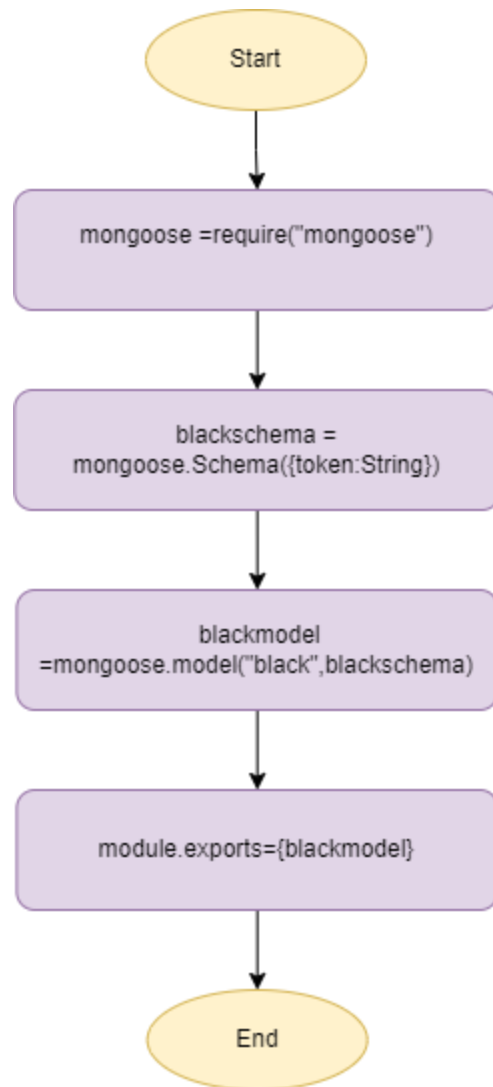 Start
mongoose =require("mongoose")
blackschema =
mongoose.Schema({token:String})
blackmodel
=mongoose.model("black",blackschema)
module.exports={blackmodel}
End